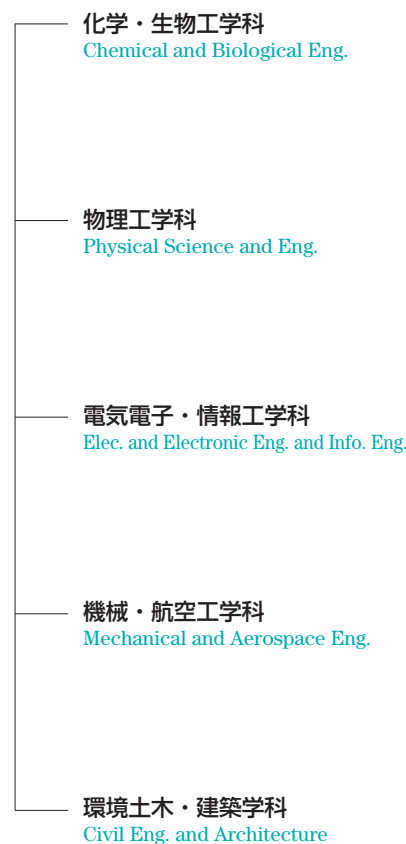 化学・生物工学科
Chemical and Biological Eng.
物理工学科
Physical Science and Eng.
電気電子・情報工学科
Elec. and Electronic Eng. and Info. Eng.
機械・航空工学科
Mechanical and Aerospace Eng.
環境土木・建築学科
Civil Eng. and Architecture